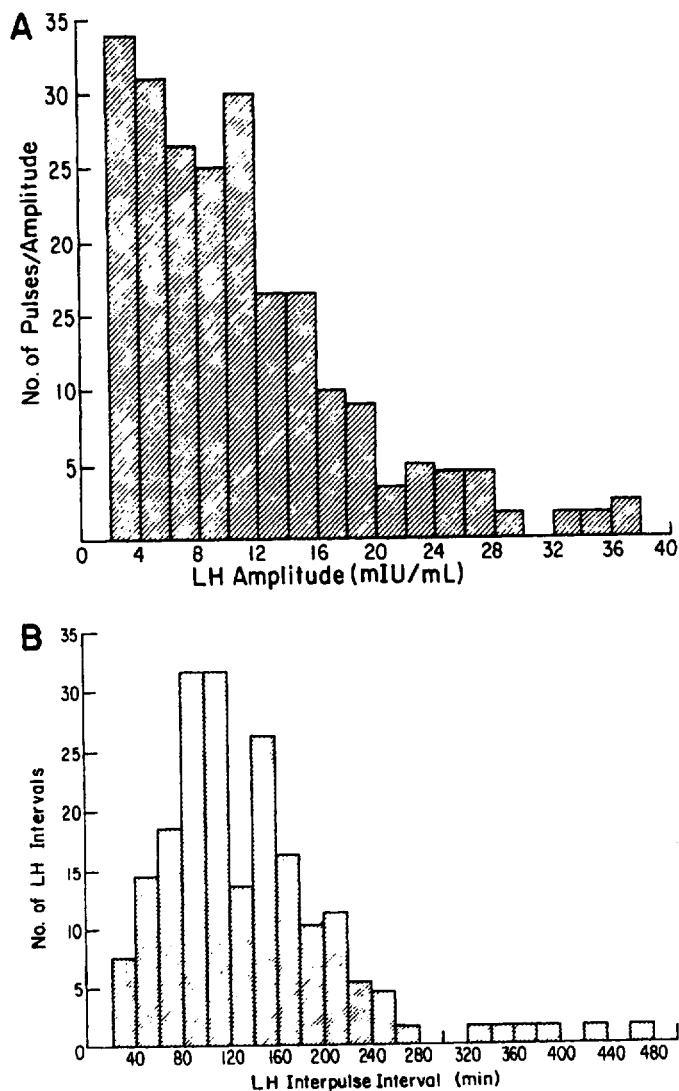 A
35
30
25
20
25
10
5
No. of Pulses/Amplitude
0 4 8 12 16 20 24 28 32 36 40
LH Amplitude (mIU/mL)
B
35
30
25
20
15
10
5
No. of LH Intervals
40 80 120 160 200 240 280 320 360 400 440 480
LH Interpulse Interval (min)